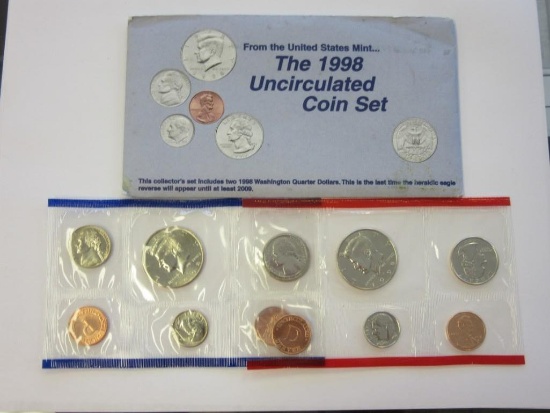 From the United States Mint...
The 1998
Uncirculated
Coin Set
This collector's set includes two 1998 Washington Quarter Dollars. This is the last time the heraldic eagle
reverse will appear until at least 2009.